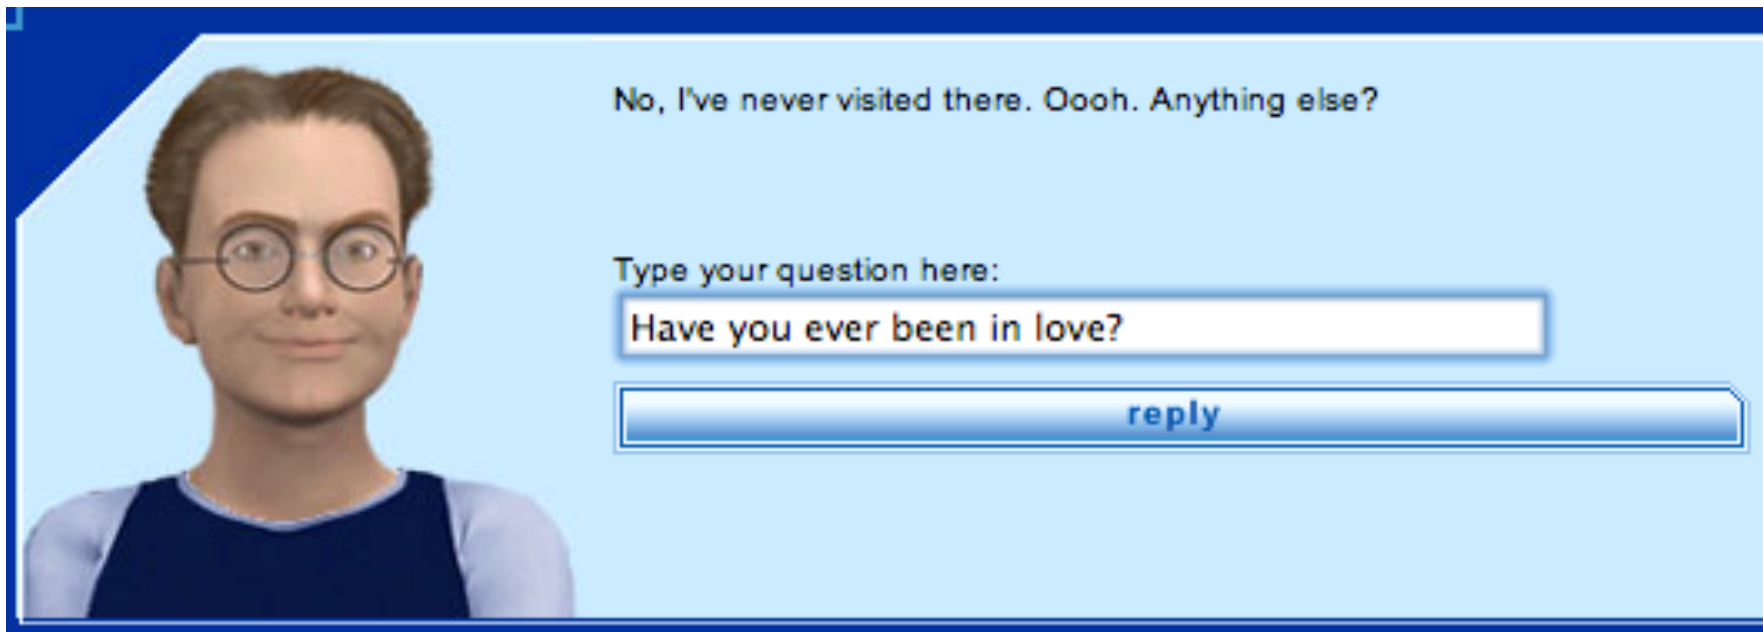 No, I've never visited there. Oooh. Anything else?
Type your question here:
Have you ever been in love?
reply